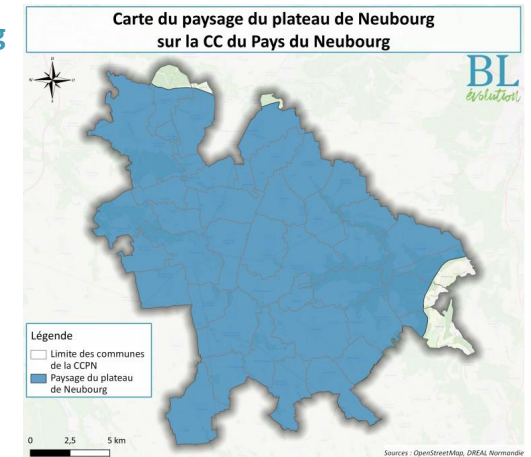 g
Carte du paysage du plateau de Neubourg
sur la CC du Pays du Neubourg
N
BL
évolution
Légende
Limite des communes
de la CCPN
Paysage du plateau
de Neubourg
0 2,5 5 km
Sources : OpenStreetMap, DREAL Normandie